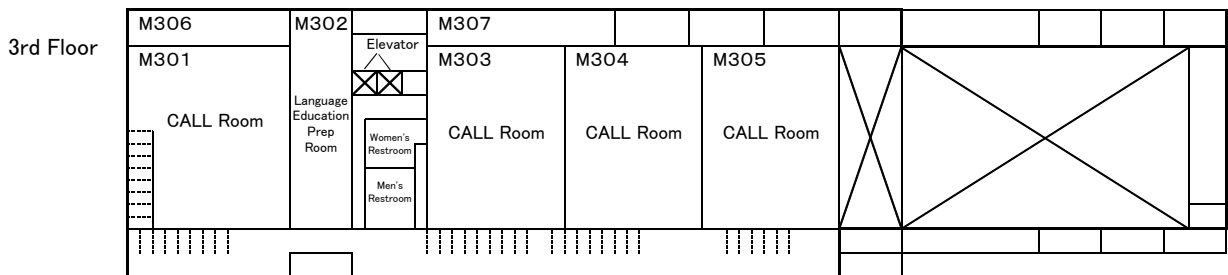 3rd Floor
M306
M302
M307
Elevator
M301
CALL Room
Language
Education
Prep
Room
Women's
Restroom
Men's
Restroom
M303
CALL Room
M304
CALL Room
M305
CALL Room